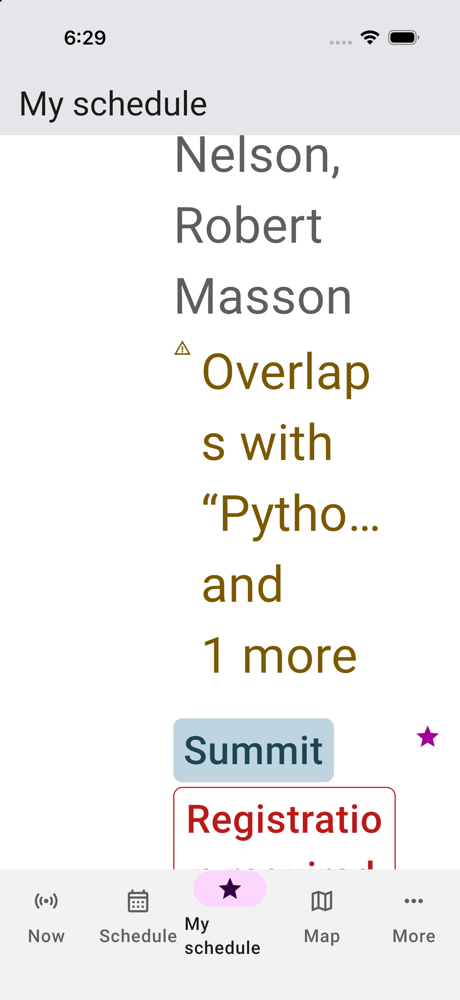 6:29
My schedule
Nelson,
Robert
Masson
Overlap
s with
“Pytho…
and
1 more
Summit
Registratio
n required
Now
Schedule
My
schedule
Map
More